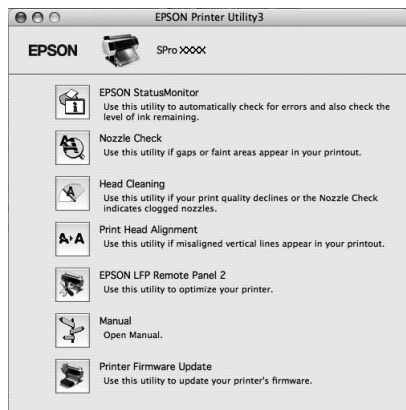 EPSON Printer Utility3
EPSON
SPro XXXX
EPSON StatusMonitor
Use this utility to automatically check for errors and also check the
level of ink remaining.
Nozzle Check
Use this utility if gaps or faint areas appear in your printout.
Head Cleaning
Use this utility if your print quality declines or the Nozzle Check
indicates clogged nozzles.
A▸A
Print Head Alignment
Use this utility if misaligned vertical lines appear in your printout.
EPSON LFP Remote Panel 2
Use this utility to optimize your printer.
Manual
Open Manual.
Printer Firmware Update
Use this utility to update your printer's firmware.